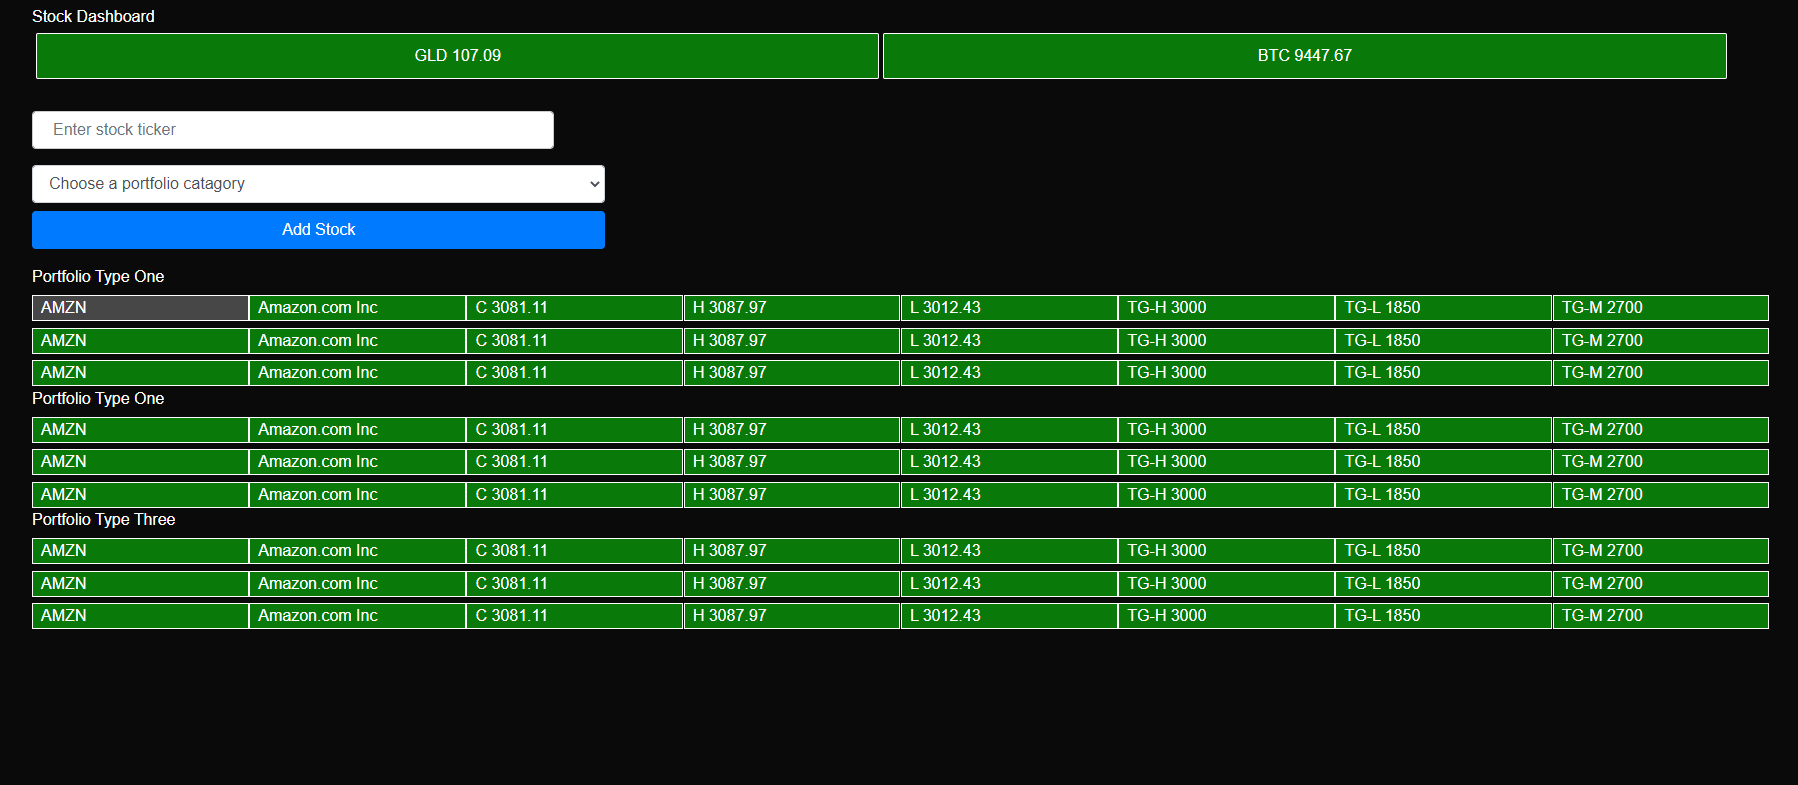 Stock Dashboard
GLD 107.09 BTC 9447.67
Enter stock ticker
Choose a portfolio catagory
Add Stock
Portfolio Type One
AMZN Amazon.com Inc C 3081.11 H 3087.97 L 3012.43 TG-H 3000 TG-L 1850 TG-M 2700
AMZN Amazon.com Inc C 3081.11 H 3087.97 L 3012.43 TG-H 3000 TG-L 1850 TG-M 2700
AMZN Amazon.com Inc C 3081.11 H 3087.97 L 3012.43 TG-H 3000 TG-L 1850 TG-M 2700
Portfolio Type One
AMZN Amazon.com Inc C 3081.11 H 3087.97 L 3012.43 TG-H 3000 TG-L 1850 TG-M 2700
AMZN Amazon.com Inc C 3081.11 H 3087.97 L 3012.43 TG-H 3000 TG-L 1850 TG-M 2700
AMZN Amazon.com Inc C 3081.11 H 3087.97 L 3012.43 TG-H 3000 TG-L 1850 TG-M 2700
Portfolio Type Three
AMZN Amazon.com Inc C 3081.11 H 3087.97 L 3012.43 TG-H 3000 TG-L 1850 TG-M 2700
AMZN Amazon.com Inc C 3081.11 H 3087.97 L 3012.43 TG-H 3000 TG-L 1850 TG-M 2700
AMZN Amazon.com Inc C 3081.11 H 3087.97 L 3012.43 TG-H 3000 TG-L 1850 TG-M 2700